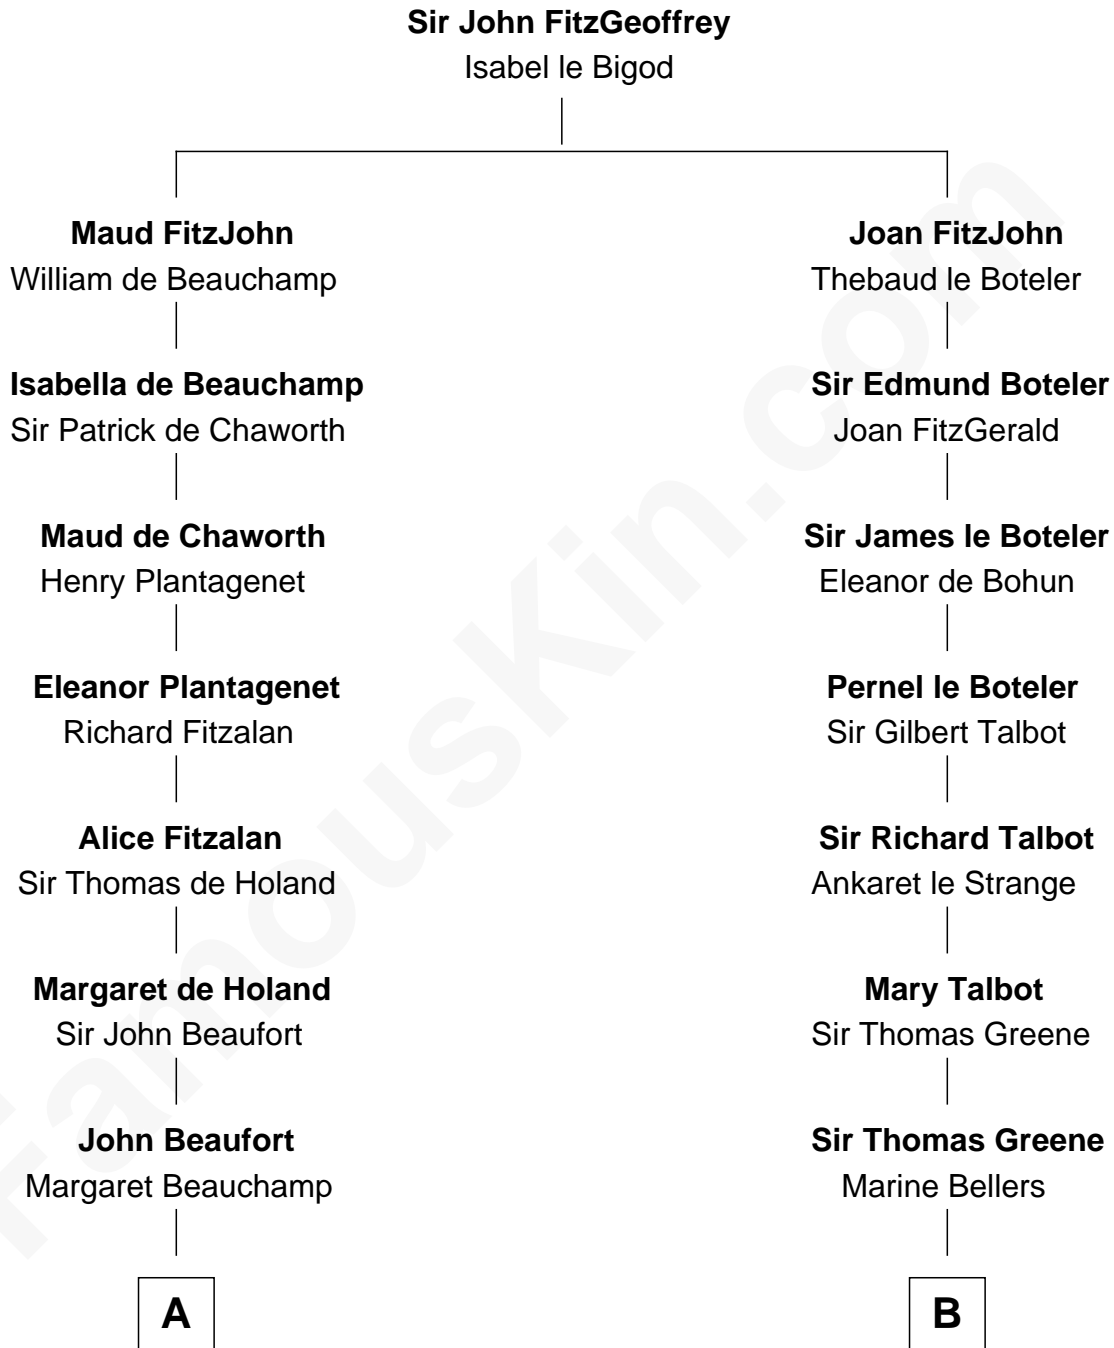 Sir John FitzGeoffrey
Isabel le Bigod
Maud FitzJohn
William de Beauchamp
Joan FitzJohn
Thebaud le Boteler
Isabella de Beauchamp
Sir Patrick de Chaworth
Sir Edmund Boteler
Joan FitzGerald
Maud de Chaworth
Henry Plantagenet
Sir James le Boteler
Eleanor de Bohun
Eleanor Plantagenet
Richard Fitzalan
Pernel le Boteler
Sir Gilbert Talbot
Alice Fitzalan
Sir Thomas de Holand
Sir Richard Talbot
Ankaret le Strange
Margaret de Holand
Sir John Beaufort
Mary Talbot
Sir Thomas Greene
John Beaufort
Margaret Beauchamp
Sir Thomas Greene
Marine Bellers
A
B
FamousKin.com